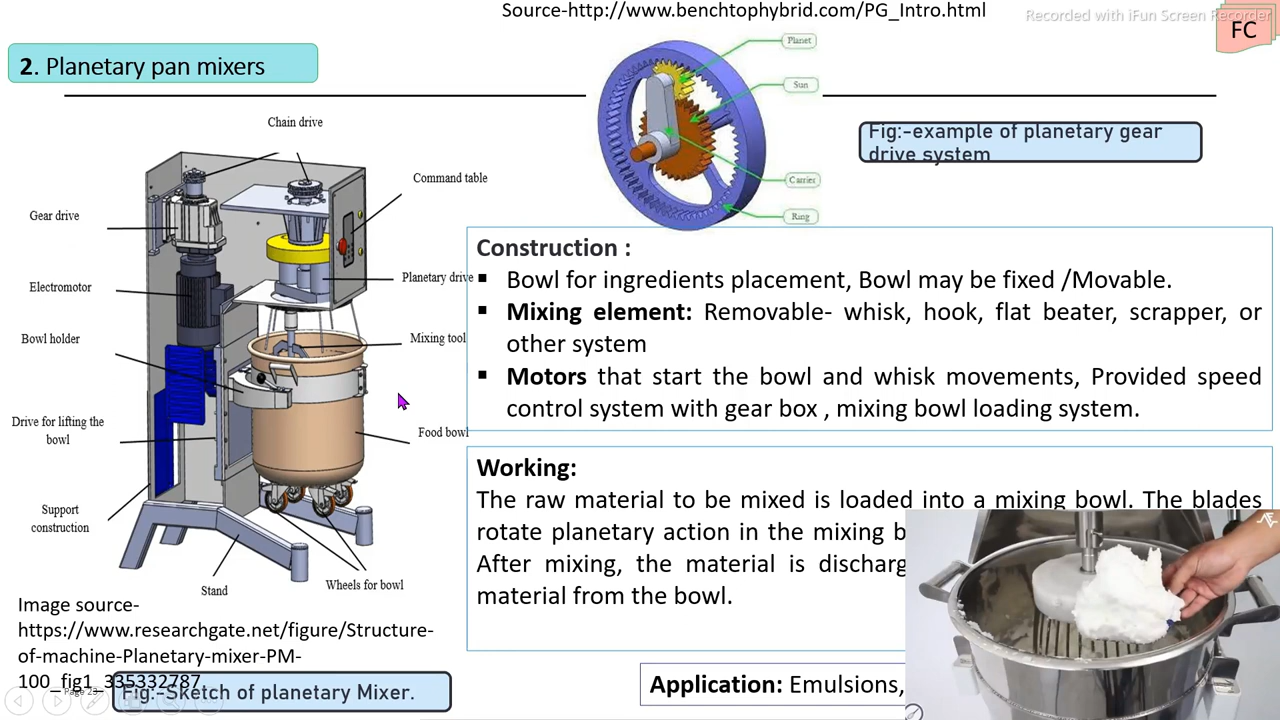 Source-http://www.benchtophybrid.com/PG_Intro.html
Recorded with iFun Screen Recorder
FC
2. Planetary pan mixers
Planet
Sun
Carrier
Ring
Fig:-example of planetary gear
drive system
Chain drive
Command table
Gear drive
Planetary drive
Electromotor
Bowl holder
Mixing tool
Drive for lifting the
bowl
Food bowl
Support
construction
Stand
Wheels for bowl
Construction :
▪ Bowl for ingredients placement, Bowl may be fixed /Movable.
▪ Mixing element: Removable- whisk, hook, flat beater, scrapper, or
other system
▪ Motors that start the bowl and whisk movements, Provided speed
control system with gear box , mixing bowl loading system.
Working:
The raw material to be mixed is loaded into a mixing bowl. The blades
rotate planetary action in the mixing
After mixing, the material is
material from the bowl.
Image source-
https://www.researchgate.net/figure/Structure-
of-machine-Planetary-mixer-PM-
100_fig1_335332787
Page 23
Fig:-Sketch of planetary Mixer.
Application: Emulsions,